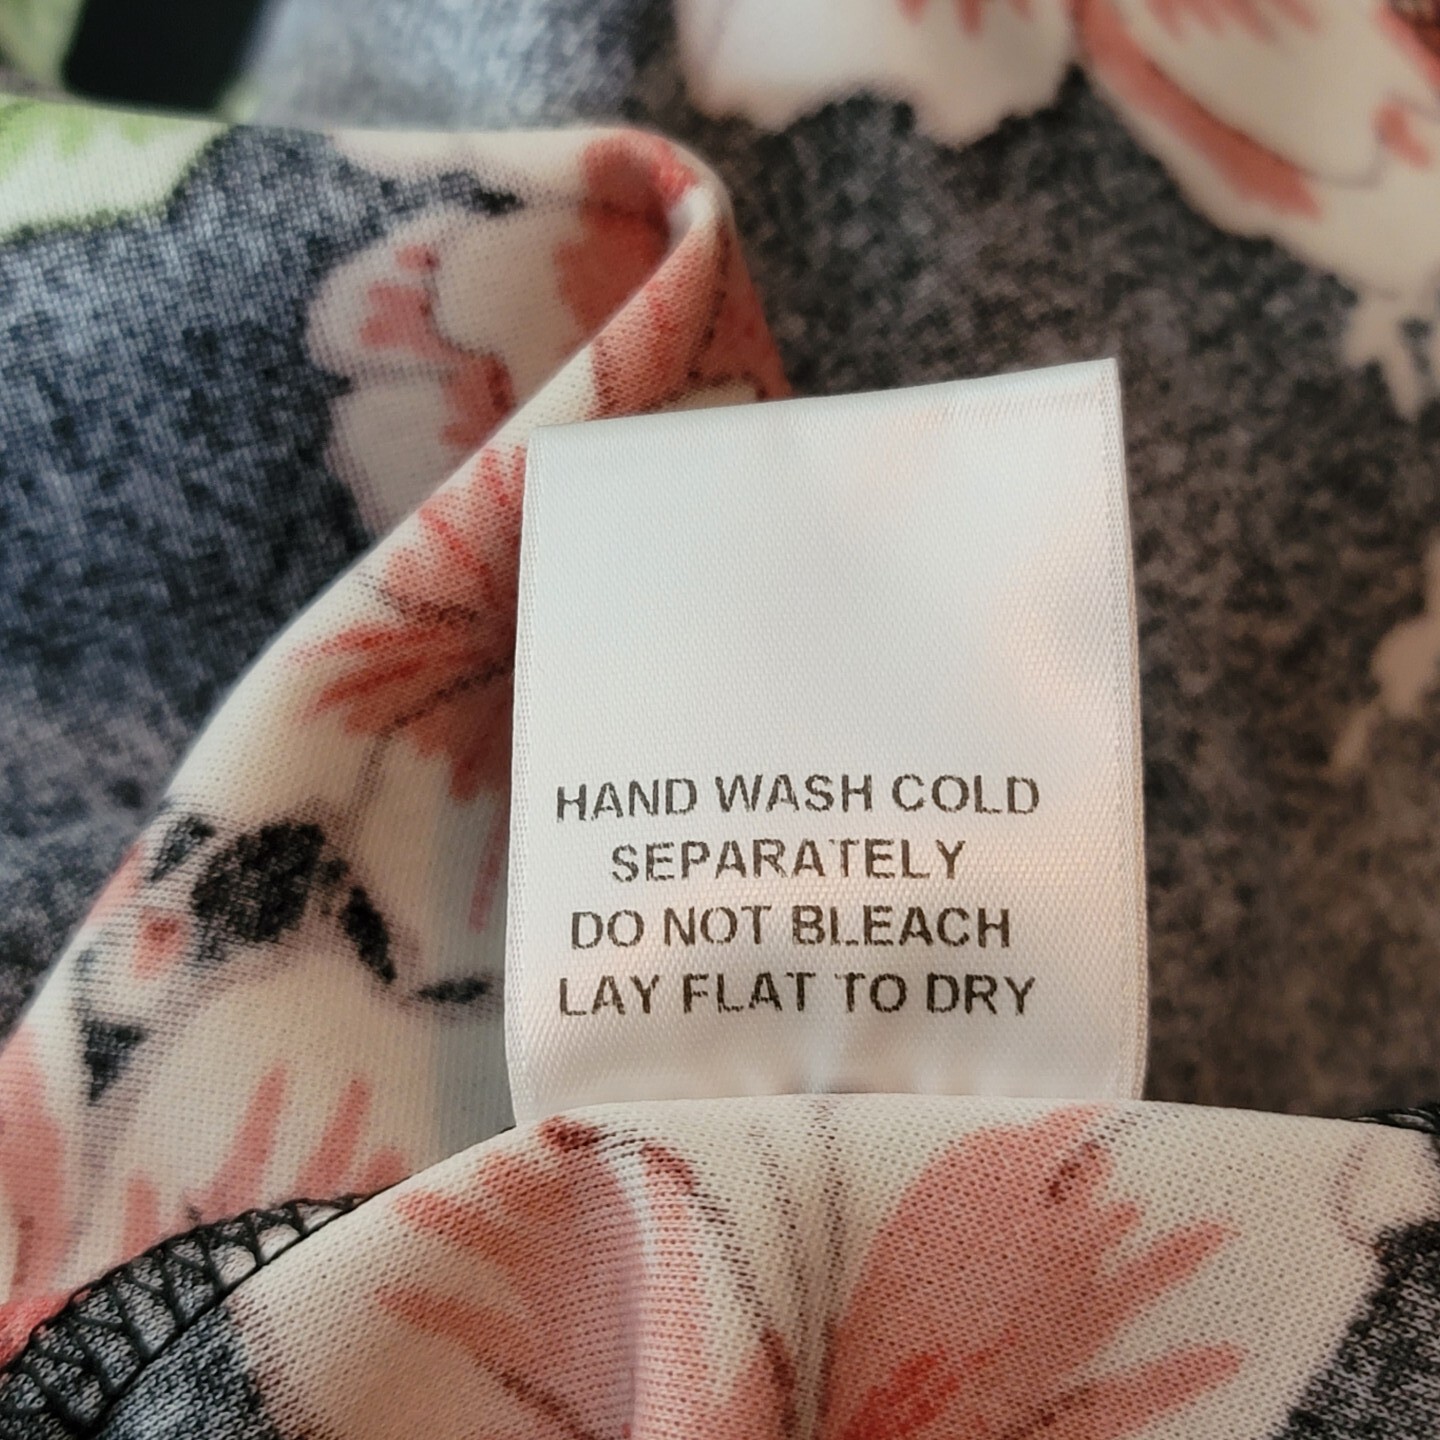 HAND WASH COLD
SEPARATELY
DO NOT BLEACH
LAY FLAT TO DRY